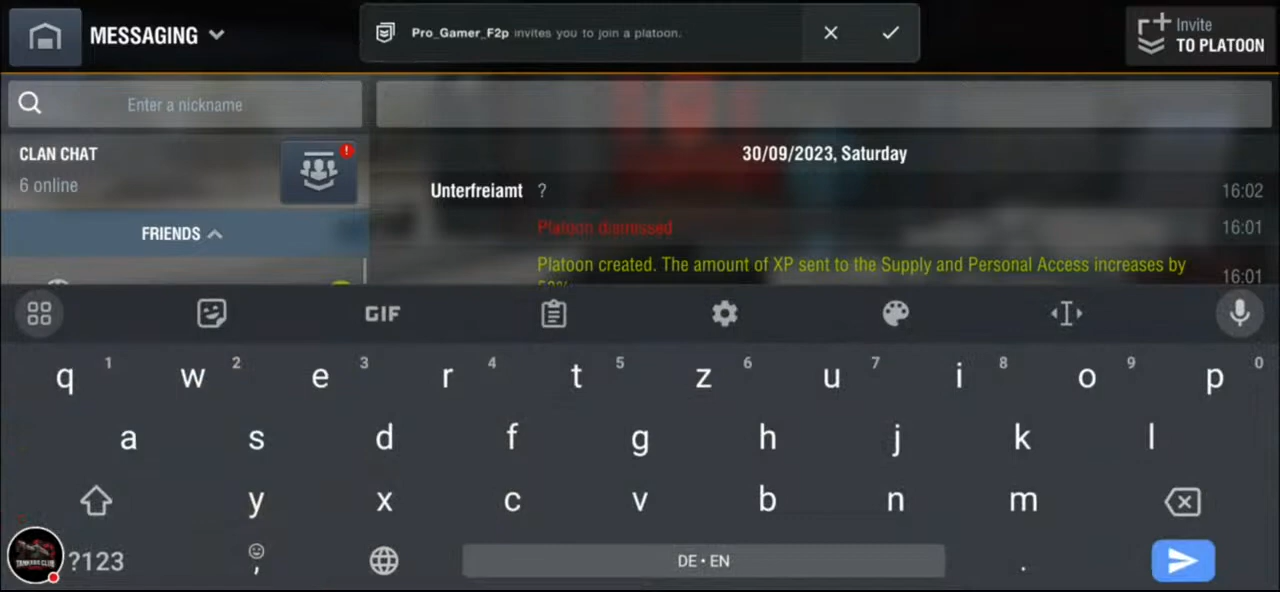 MESSAGING
Pro_Gamer_F2p invites you to join a platoon.
Invite
TO PLATOON
Enter a nickname
CLAN CHAT
6 online
FRIENDS
30/09/2023, Saturday
Unterfreiamt ? 16:02
Platoon dismissed 16:01
Platoon created. The amount of XP sent to the Supply and Personal Access increases by 16:01
GIF
q 1 w 2 e 3 r 4 t 5 z 6 u 7 i 8 o 9 p 0
a s d f g h j k l
y x c v b n m
TANKERS CLUB
?123 , DE • EN .